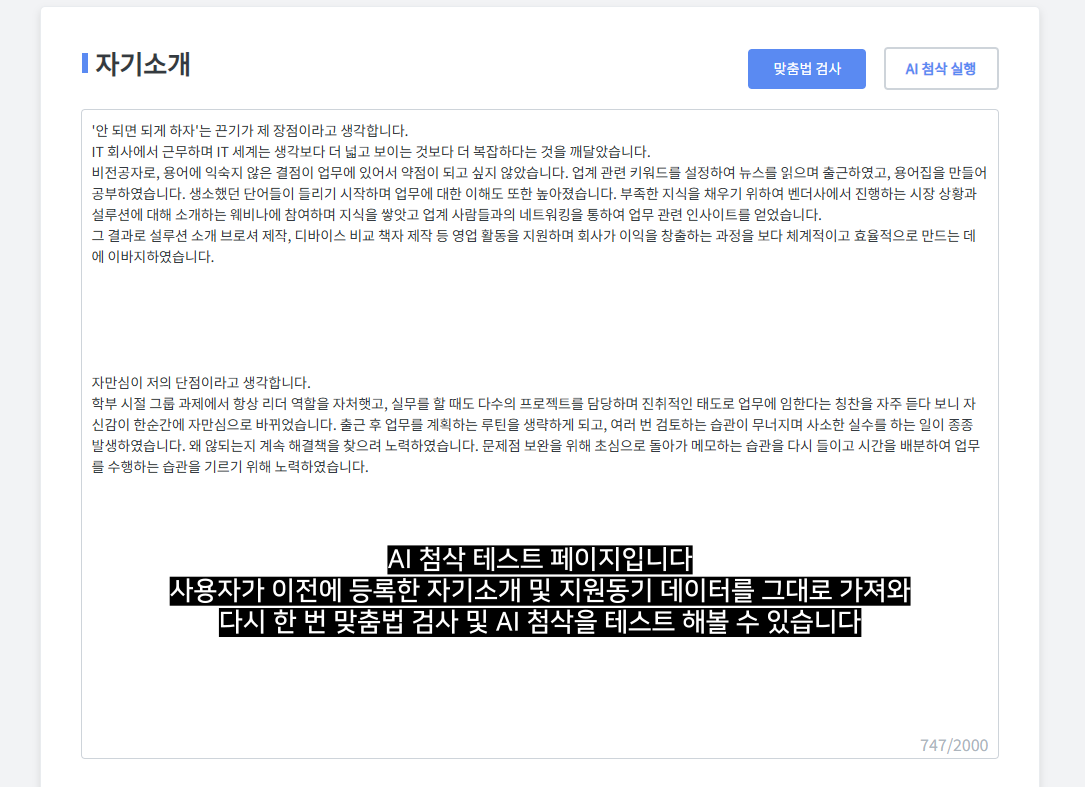 자기소개
맞춤법 검사
AI 첨삭 실행
'안 되면 되게 하자'는 끈기가 제 장점이라고 생각합니다.
IT 회사에서 근무하며 IT 세계는 생각보다 더 넓고 보이는 것보다 더 복잡하다는 것을 깨달았습니다.
비전공자로, 용어에 익숙지 않은 결점이 업무에 있어서 약점이 되고 싶지 않았습니다. 업계 관련 키워드를 설정하여 뉴스를 읽으며 출근하였고, 용어집을 만들어
공부하였습니다. 생소했던 단어들이 들리기 시작하며 업무에 대한 이해도 또한 높아졌습니다. 부족한 지식을 채우기 위하여 벤더사에서 진행하는 시장 상황과
설루션에 대해 소개하는 웨비나에 참여하며 지식을 쌓앗고 업계 사람들과의 네트워킹을 통하여 업무 관련 인사이트를 얻었습니다.
그 결과로 설루션 소개 브로셔 제작, 디바이스 비교 책자 제작 등 영업 활동을 지원하며 회사가 이익을 창출하는 과정을 보다 체계적이고 효율적으로 만드는 데
에 이바지하였습니다.
자만심이 저의 단점이라고 생각합니다.
학부 시절 그룹 과제에서 항상 리더 역할을 자처햇고, 실무를 할 때도 다수의 프로젝트를 담당하며 진취적인 태도로 업무에 임한다는 칭찬을 자주 듣다 보니 자
신감이 한순간에 자만심으로 바뀌었습니다. 출근 후 업무를 계획하는 루틴을 생략하게 되고, 여러 번 검토하는 습관이 무너지며 사소한 실수를 하는 일이 종종
발생하였습니다. 왜 않되는지 계속 해결책을 찾으려 노력하였습니다. 문제점 보완을 위해 초심으로 돌아가 메모하는 습관을 다시 들이고 시간을 배분하여 업무
를 수행하는 습관을 기르기 위해 노력하였습니다.
AI 첨삭 테스트 페이지입니다
사용자가 이전에 등록한 자기소개 및 지원동기 데이터를 그대로 가져와
다시 한 번 맞춤법 검사 및 AI 첨삭을 테스트 해볼 수 있습니다
747/2000